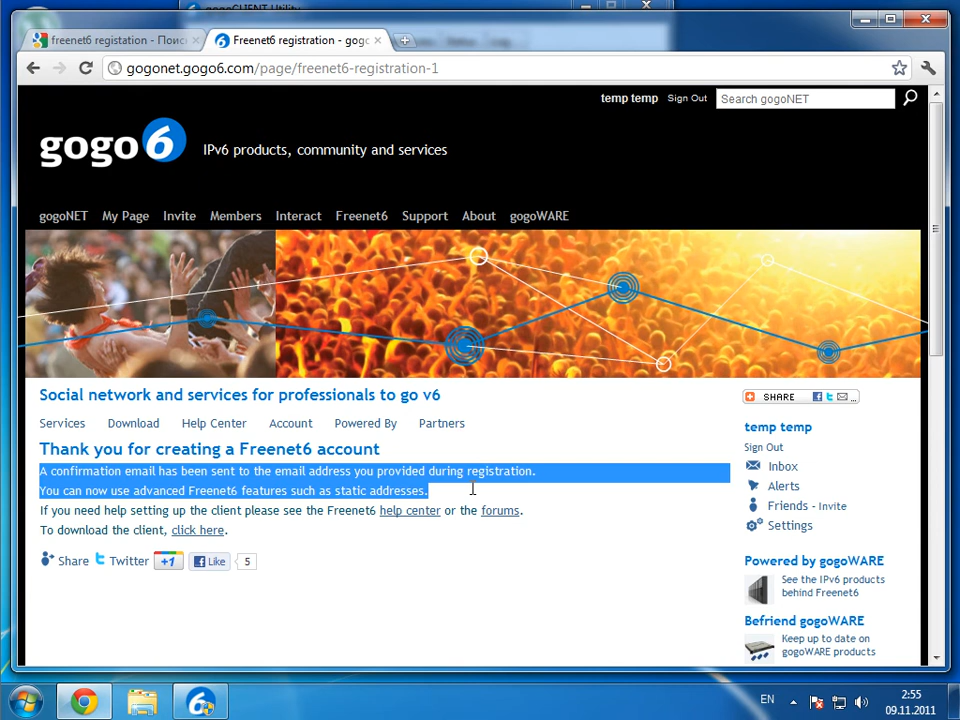 gogoCLIENT Utility
freenet6 registation - Поис
Freenet6 registration - gogo
gogonet.gogo6.com/page/freenet6-registration-1
temp temp Sign Out Search gogoNET
gogo6 IPv6 products, community and services
gogoNET My Page Invite Members Interact Freenet6 Support About gogoWARE
Social network and services for professionals to go v6
Services Download Help Center Account Powered By Partners
Thank you for creating a Freenet6 account
A confirmation email has been sent to the email address you provided during registration.
You can now use advanced Freenet6 features such as static addresses.
If you need help setting up the client please see the Freenet6 help center or the forums.
To download the client, click here.
Share Twitter +1 Like 5
SHARE ...
temp temp
Sign Out
Inbox
Alerts
Friends - Invite
Settings
Powered by gogoWARE
See the IPv6 products
behind Freenet6
Befriend gogoWARE
Keep up to date on
gogoWARE products
EN
2:55
09.11.2011